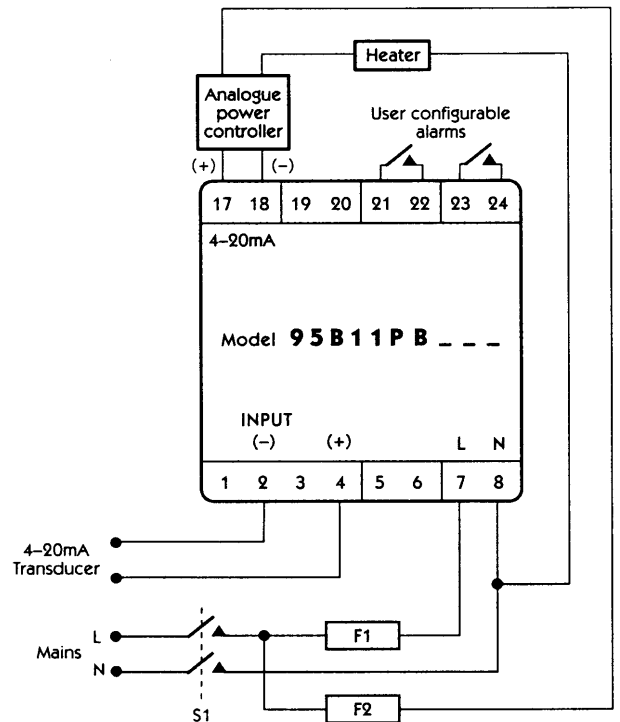 Heater
Analogue
power
controller
User configurable
alarms
(+) (−)
17 18 19 20 21 22 23 24
4–20mA
Model 95B11PB_ _ _
INPUT
(−) (+) L N
1 2 3 4 5 6 7 8
4–20mA
Transducer
L
F1
Mains
N
F2
S1